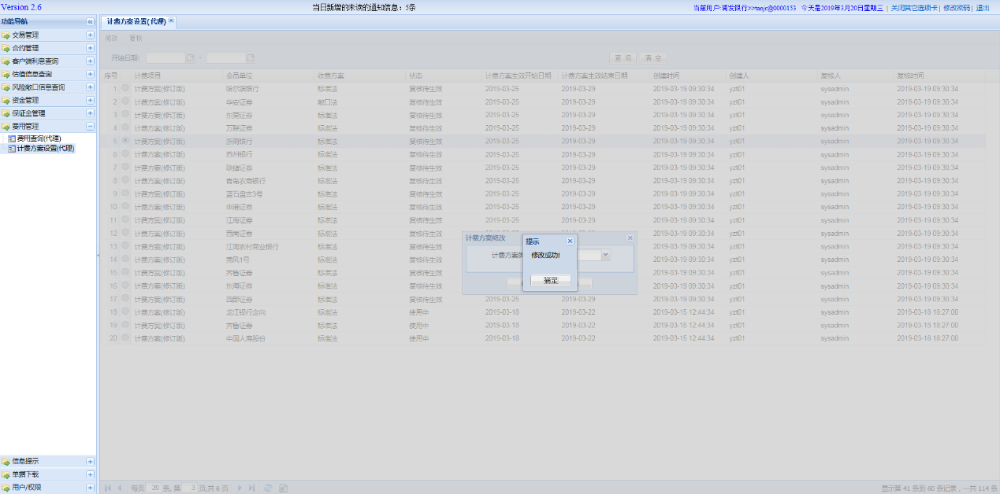 Version 2.6 当日新增的未读的通知信息：5条 当前用户:浦发银行>>tanjr@0000153 今天是2019年3月20日星期三 | 关闭其它选项卡 | 修改密码 | 退出
功能导航 计费方案设置(代理)
交易管理
合约管理
客户端利息查询
估值信息查询
风险敞口信息查询
资金管理
保证金管理
费用管理
费用查询(代理)
计费方案设置(代理)
信息提示
单据下载
用户/权限
修改 复核
开始日期: - 查 询 清 空
序号 计费项目 会员单位 收费方案 状态 计费方案生效开始日期 计费方案生效结束日期 创建时间 创建人 复核人 复核时间
1 计费方案(修订版) 哈尔滨银行 标准法 复核待生效 2019-03-25 2019-03-29 2019-03-19 09:30:34 yzt01 sysadmin 2019-03-19 09:30:34
2 计费方案(修订版) 华安证券 敞口法 复核待生效 2019-03-25 2019-03-29 2019-03-19 09:30:34 yzt01 sysadmin 2019-03-19 09:30:34
3 计费方案(修订版) 东莞证券 标准法 复核待生效 2019-03-25 2019-03-29 2019-03-19 09:30:34 yzt01 sysadmin 2019-03-19 09:30:34
4 计费方案(修订版) 万联证券 标准法 复核待生效 2019-03-25 2019-03-29 2019-03-19 09:30:34 yzt01 sysadmin 2019-03-19 09:30:34
5 计费方案(修订版) 浙商银行 标准法 复核待生效 2019-03-25 2019-03-29 2019-03-19 09:30:34 yzt01 sysadmin 2019-03-19 09:30:34
6 计费方案(修订版) 苏州银行 标准法 复核待生效 2019-03-25 2019-03-29 2019-03-19 09:30:34 yzt01 sysadmin 2019-03-19 09:30:34
7 计费方案(修订版) 联储证券 标准法 复核待生效 2019-03-25 2019-03-29 2019-03-19 09:30:34 yzt01 sysadmin 2019-03-19 09:30:34
8 计费方案(修订版) 青岛农商银行 标准法 复核待生效 2019-03-25 2019-03-29 2019-03-19 09:30:34 yzt01 sysadmin 2019-03-19 09:30:34
9 计费方案(修订版) 蓝石盘古3号 标准法 复核待生效 2019-03-25 2019-03-29 2019-03-19 09:30:34 yzt01 sysadmin 2019-03-19 09:30:34
10 计费方案(修订版) 申港证券 标准法 复核待生效 2019-03-25 2019-03-29 2019-03-19 09:30:34 yzt01 sysadmin 2019-03-19 09:30:34
11 计费方案(修订版) 江海证券 标准法 复核待生效 2019-03-25 2019-03-29 2019-03-19 09:30:34 yzt01 sysadmin 2019-03-19 09:30:34
12 计费方案(修订版) 西南证券 标准法 复核待生效 2019-03-19 09:30:34 yzt01 sysadmin 2019-03-19 09:30:34
13 计费方案(修订版) 江南农村商业银行 标准法 复核待生效 2019-03-19 09:30:34 yzt01 sysadmin 2019-03-19 09:30:34
14 计费方案(修订版) 1号 标准法 复核待生效 2019-03-19 09:30:34 yzt01 sysadmin 2019-03-19 09:30:34
15 计费方案(修订版) 齐鲁证券 标准法 复核待生效 2019-03-19 09:30:34 yzt01 sysadmin 2019-03-19 09:30:34
16 计费方案(修订版) 东海证券 标准法 复核待生效 2019-03-19 09:30:34 yzt01 sysadmin 2019-03-19 09:30:34
17 计费方案(修订版) 西部证券 标准法 复核待生效 2019-03-25 2019-03-29 2019-03-19 09:30:34 yzt01 sysadmin 2019-03-19 09:30:34
18 计费方案(修订版) 龙江银行定向 标准法 使用中 2019-03-18 2019-03-22 2019-03-15 12:44:34 yzt01 sysadmin 2019-03-18 18:27:00
19 计费方案(修订版) 齐鲁证券 标准法 使用中 2019-03-18 2019-03-22 2019-03-15 12:44:34 yzt01 sysadmin 2019-03-18 18:27:00
20 计费方案(修订版) 中国人寿股份 标准法 使用中 2019-03-18 2019-03-22 2019-03-15 12:44:34 yzt01 sysadmin 2019-03-18 18:27:00
计费方案修改
计费方案
提示
修改成功!
确定
每页 20 条, 第 3 页,共 6 页 显示第 41 条到 60 条记录，一共 114 条